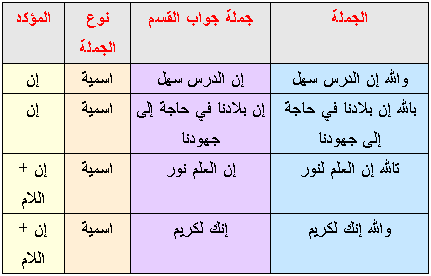 الجملة
جملة جواب القسم
نوع
الجملة
المؤكد
والله إن الدرس سهل
إن الدرس سهل
اسمية
إن
بالله إن بلادنا في حاجة
إلى جهودنا
إن بلادنا في حاجة إلى
جهودنا
اسمية
إن
تالله إن العلم لنور
إن العلم نور
اسمية
إن +
اللام
والله إنك لكريم
إنك لكريم
اسمية
إن +
اللام